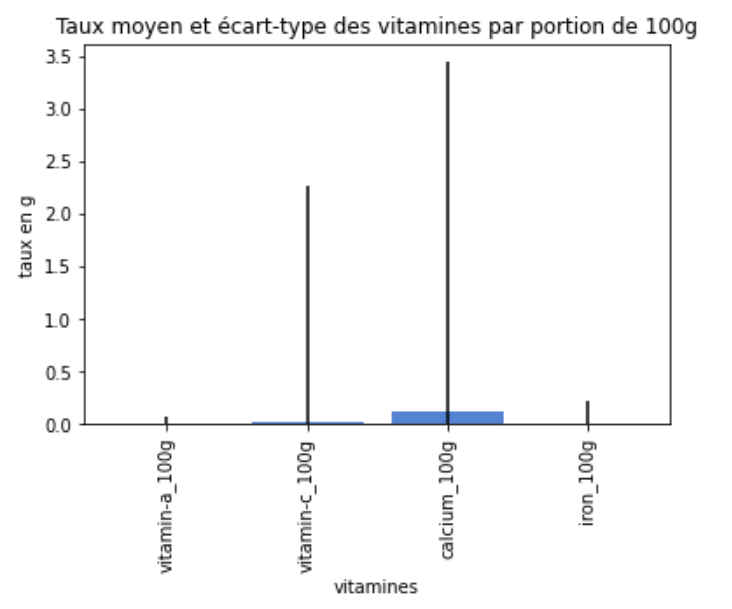 Taux moyen et écart-type des vitamines par portion de 100g
3.5
3.0
2.5
2.0
1.5
1.0
0.5
0.0
taux en g
vitamin-a_100g
vitamin-c_100g
calcium_100g
iron_100g
vitamines